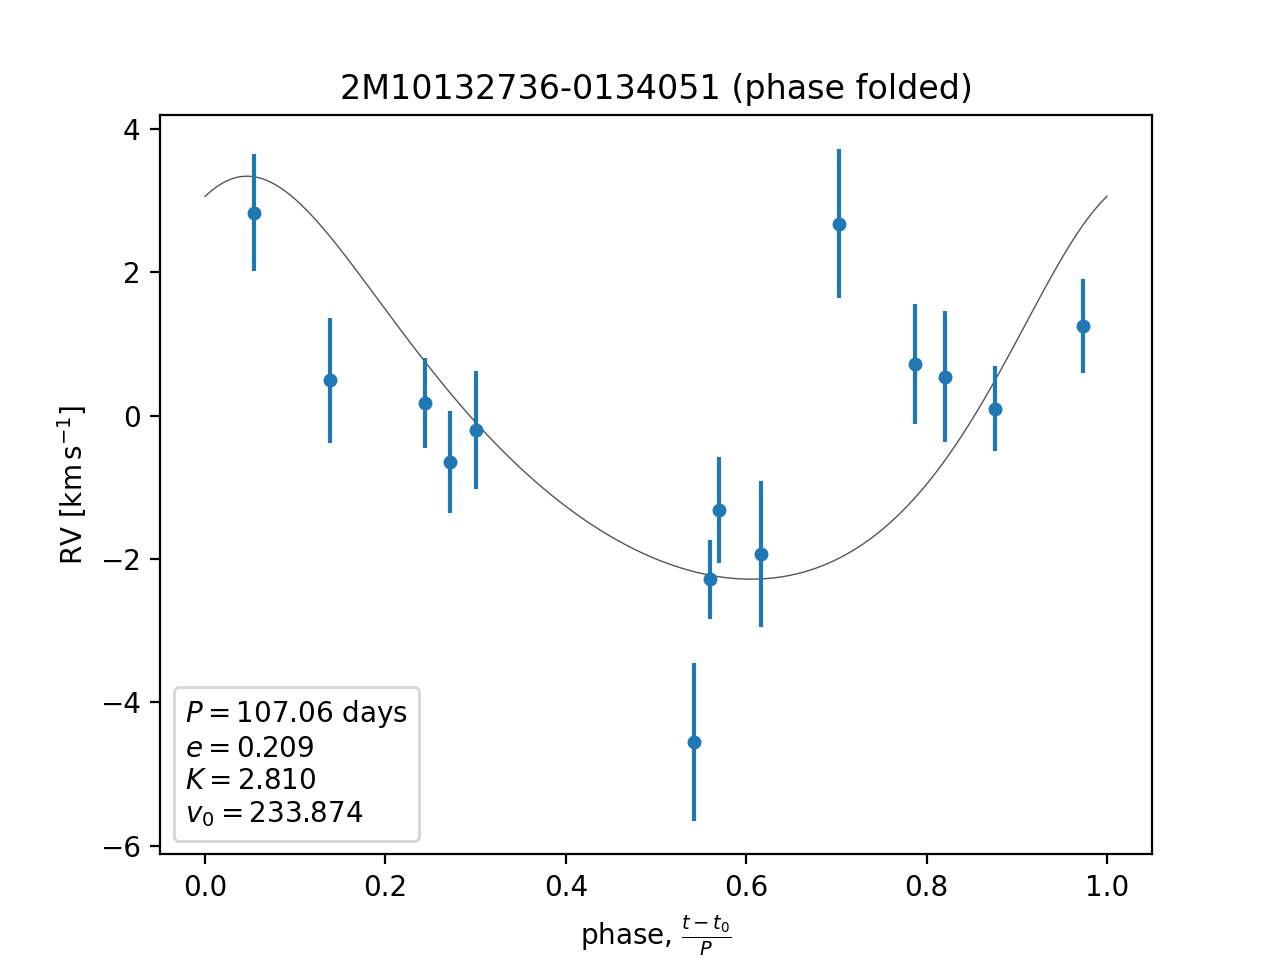 2M10132736-0134051 (phase folded)
4
2
0
−2
−4
−6
RV [km s⁻¹]
P = 107.06 days
e = 0.209
K = 2.810
v₀ = 233.874
0.0 0.2 0.4 0.6 0.8 1.0
phase, (t − t₀)/P